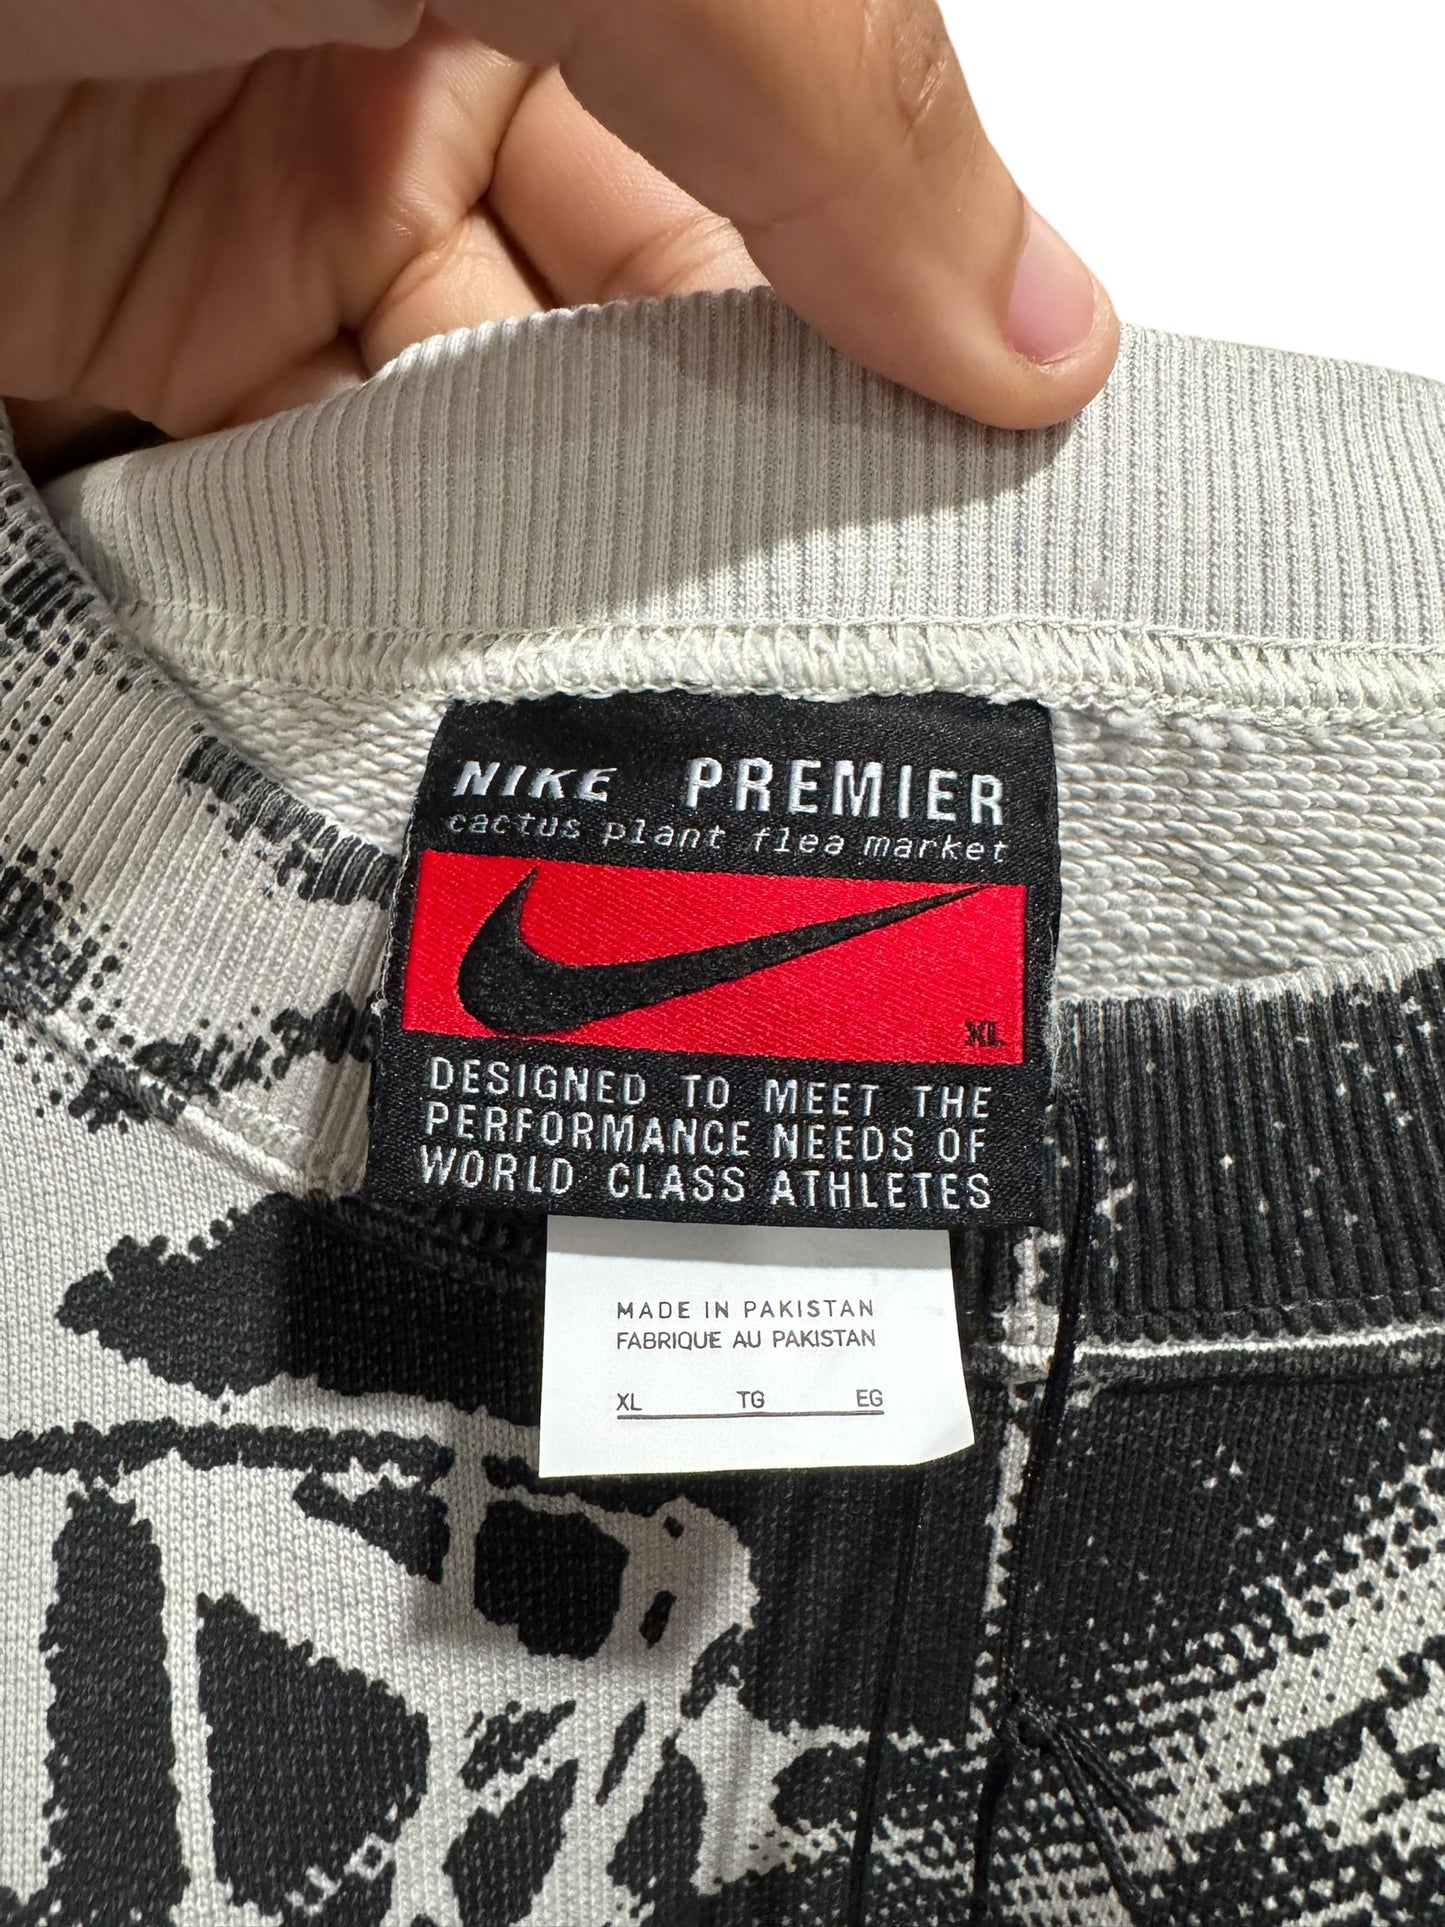 NIKE PREMIER
cactus plant flea market
XL
DESIGNED TO MEET THE
PERFORMANCE NEEDS OF
WORLD CLASS ATHLETES
MADE IN PAKISTAN
FABRIQUE AU PAKISTAN
XL TG EG